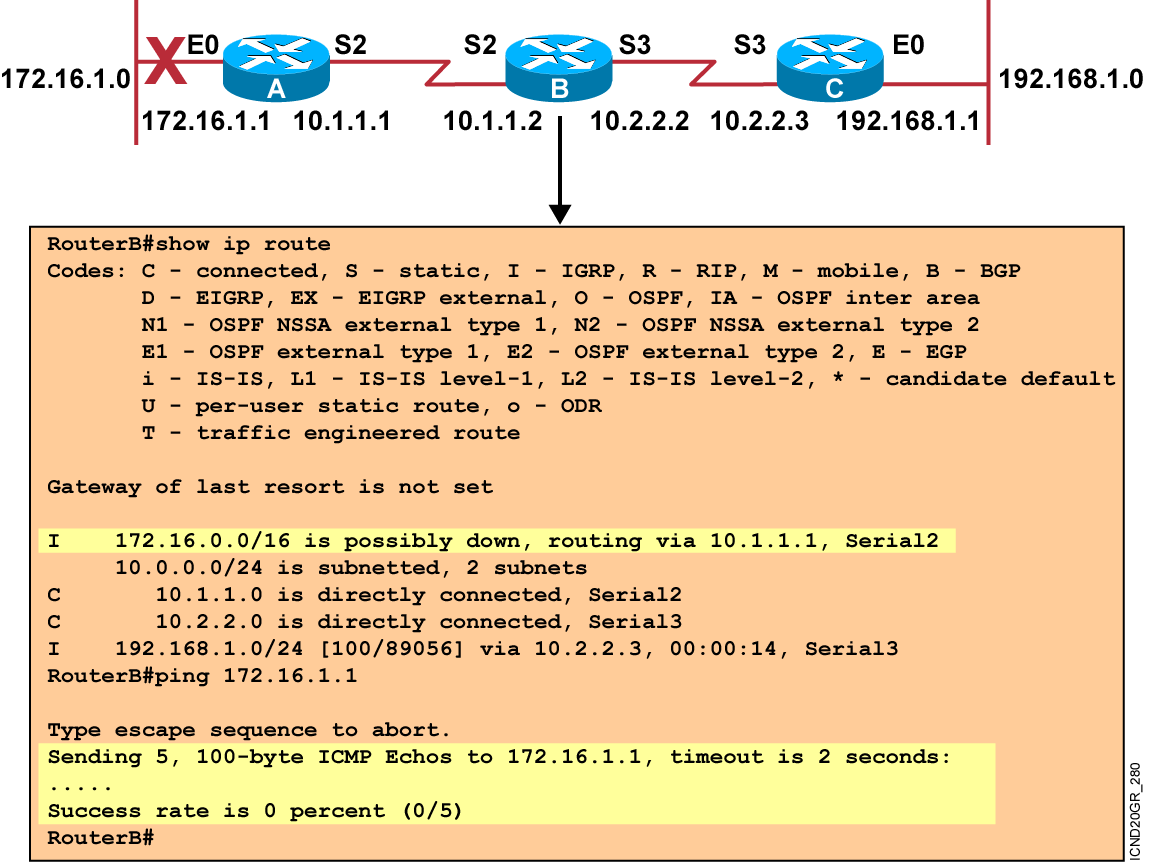 E0 S2 S2 S3 S3 E0
172.16.1.0 A B C 192.168.1.0
172.16.1.1 10.1.1.1 10.1.1.2 10.2.2.2 10.2.2.3 192.168.1.1
RouterB#show ip route
Codes: C - connected, S - static, I - IGRP, R - RIP, M - mobile, B - BGP
D - EIGRP, EX - EIGRP external, O - OSPF, IA - OSPF inter area
N1 - OSPF NSSA external type 1, N2 - OSPF NSSA external type 2
E1 - OSPF external type 1, E2 - OSPF external type 2, E - EGP
i - IS-IS, L1 - IS-IS level-1, L2 - IS-IS level-2, * - candidate default
U - per-user static route, o - ODR
T - traffic engineered route
Gateway of last resort is not set
I 172.16.0.0/16 is possibly down, routing via 10.1.1.1, Serial2
10.0.0.0/24 is subnetted, 2 subnets
C 10.1.1.0 is directly connected, Serial2
C 10.2.2.0 is directly connected, Serial3
I 192.168.1.0/24 [100/89056] via 10.2.2.3, 00:00:14, Serial3
RouterB#ping 172.16.1.1
Type escape sequence to abort.
Sending 5, 100-byte ICMP Echos to 172.16.1.1, timeout is 2 seconds:
.....
Success rate is 0 percent (0/5)
RouterB#
ICND20GR_280